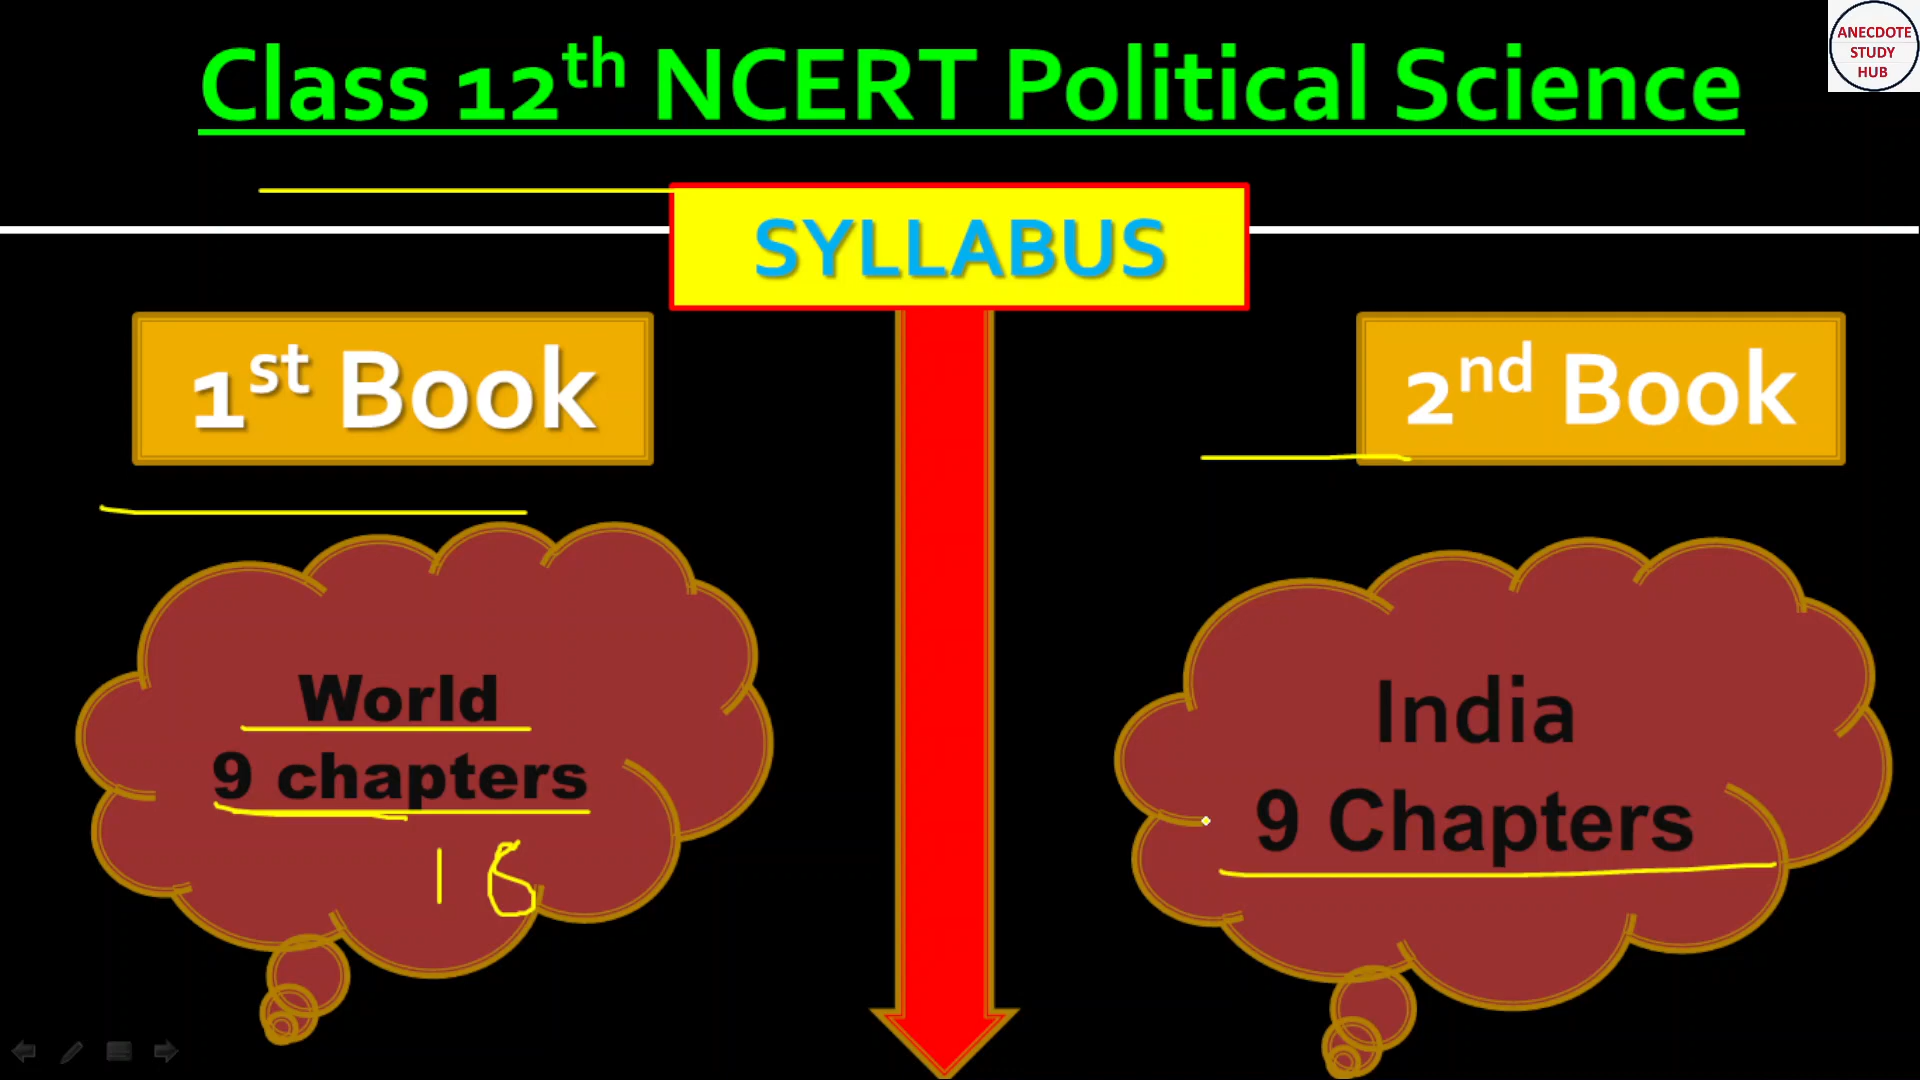 Class 12th NCERT Political Science
ANECDOTE
STUDY
HUB
SYLLABUS
1st Book
2nd Book
World
9 chapters
16
India
9 Chapters